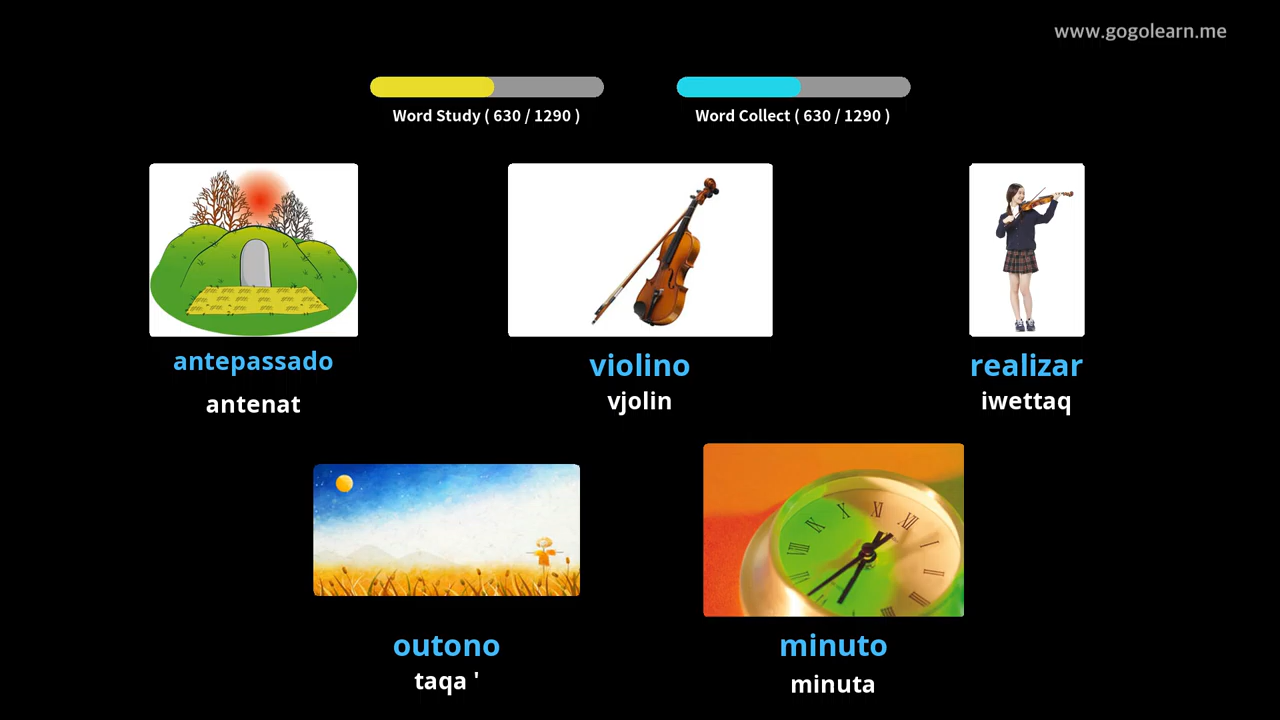 www.gogolearn.me
Word Study ( 630 / 1290 )
Word Collect ( 630 / 1290 )
antepassado
antenat
violino
vjolin
realizar
iwettaq
outono
taqa '
minuto
minuta